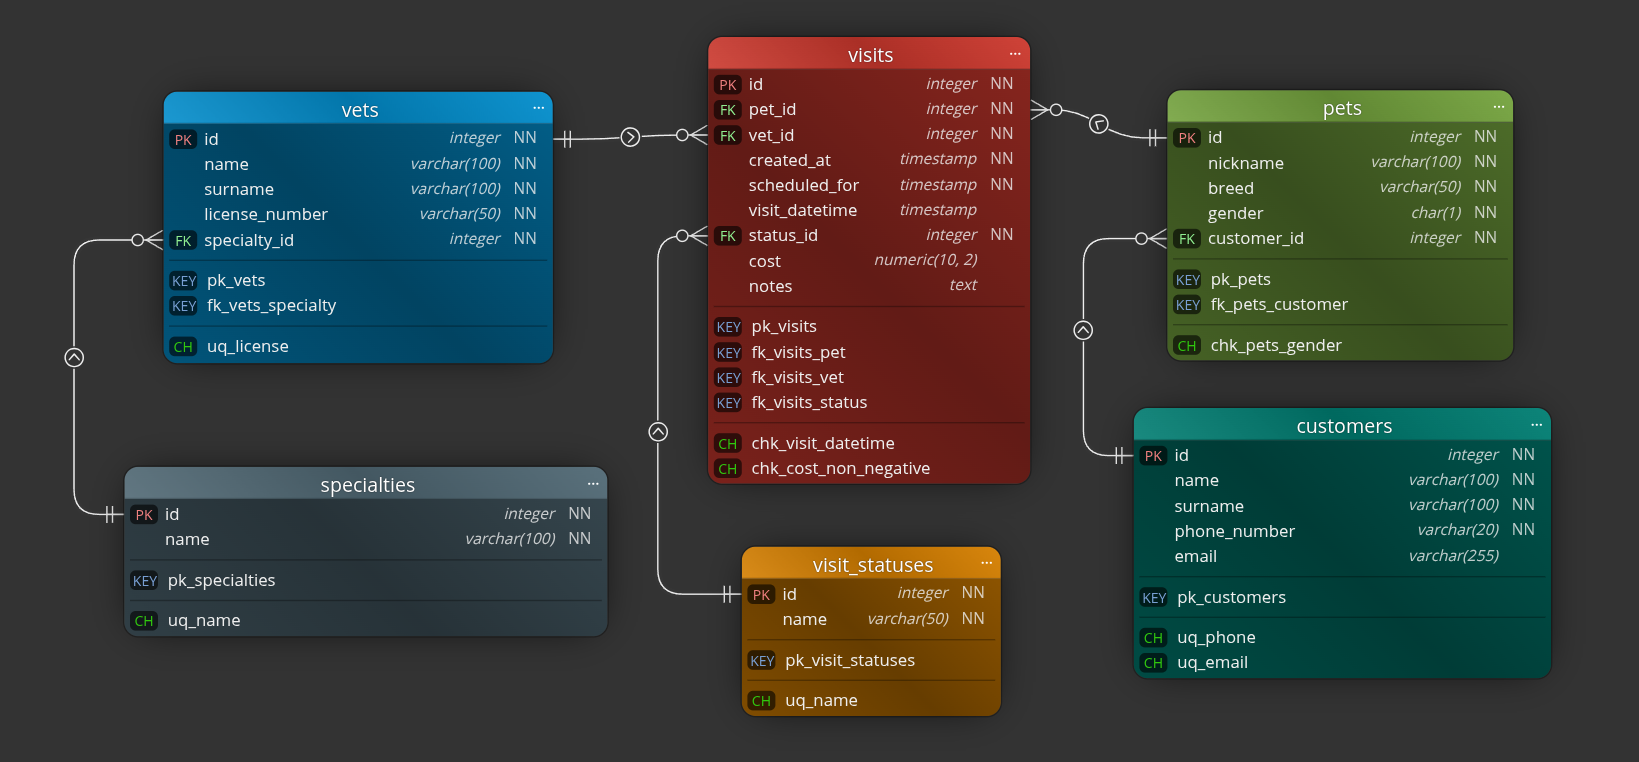 vets ...
PK id integer NN
name varchar(100) NN
surname varchar(100) NN
license_number varchar(50) NN
FK specialty_id integer NN
KEY pk_vets
KEY fk_vets_specialty
CH uq_license
specialties ...
PK id integer NN
name varchar(100) NN
KEY pk_specialties
CH uq_name
visits ...
PK id integer NN
FK pet_id integer NN
FK vet_id integer NN
created_at timestamp NN
scheduled_for timestamp NN
visit_datetime timestamp
FK status_id integer NN
cost numeric(10, 2)
notes text
KEY pk_visits
KEY fk_visits_pet
KEY fk_visits_vet
KEY fk_visits_status
CH chk_visit_datetime
CH chk_cost_non_negative
visit_statuses ...
PK id integer NN
name varchar(50) NN
KEY pk_visit_statuses
CH uq_name
pets ...
PK id integer NN
nickname varchar(100) NN
breed varchar(50) NN
gender char(1) NN
FK customer_id integer NN
KEY pk_pets
KEY fk_pets_customer
CH chk_pets_gender
customers ...
PK id integer NN
name varchar(100) NN
surname varchar(100) NN
phone_number varchar(20) NN
email varchar(255)
KEY pk_customers
CH uq_phone
CH uq_email